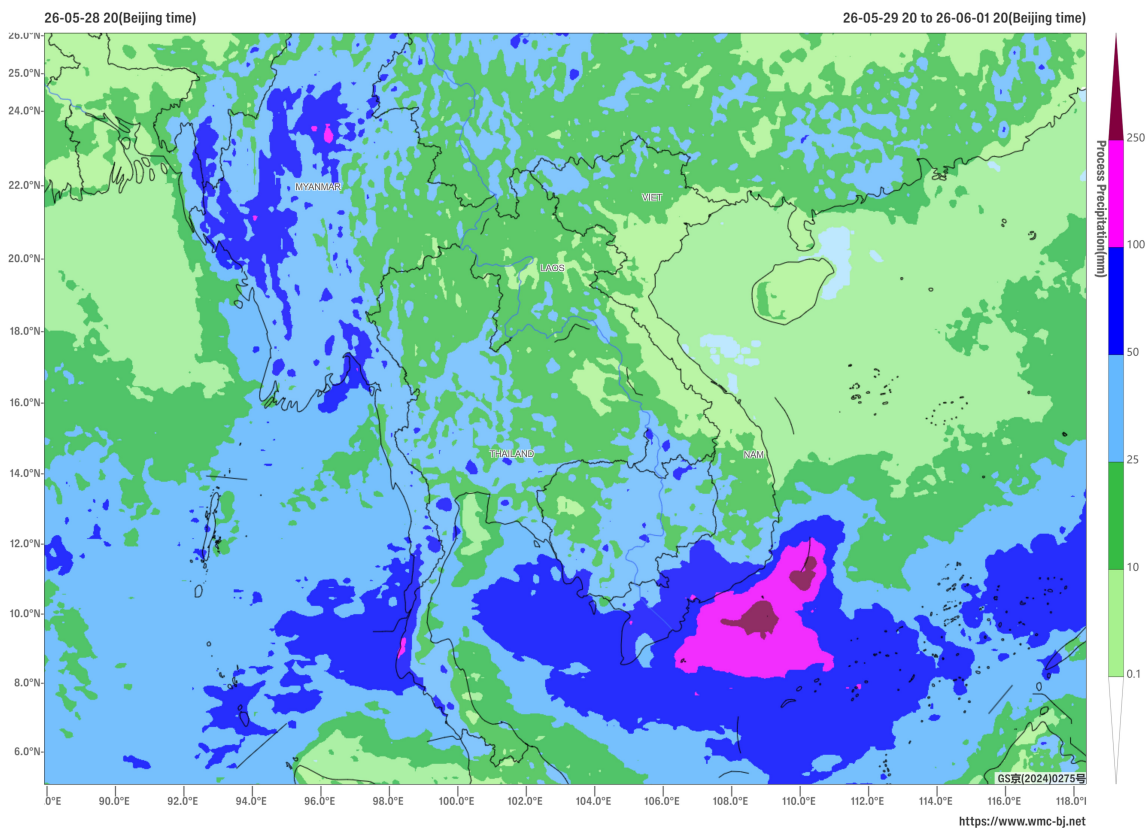 26-05-28 20(Beijing time)
26-05-29 20 to 26-06-01 20(Beijing time)
26.0°N
25.0°N
24.0°N
22.0°N
20.0°N
18.0°N
16.0°N
14.0°N
12.0°N
10.0°N
8.0°N
6.0°N
MYANMAR
VIET
LAOS
THAILAND
NAM
250
100
50
25
10
0.1
Process Precipitation(mm)
GS京(2024)0275号
0°E 90.0°E 92.0°E 94.0°E 96.0°E 98.0°E 100.0°E 102.0°E 104.0°E 106.0°E 108.0°E 110.0°E 112.0°E 114.0°E 116.0°E 118.0°E
https://www.wmc-bj.net